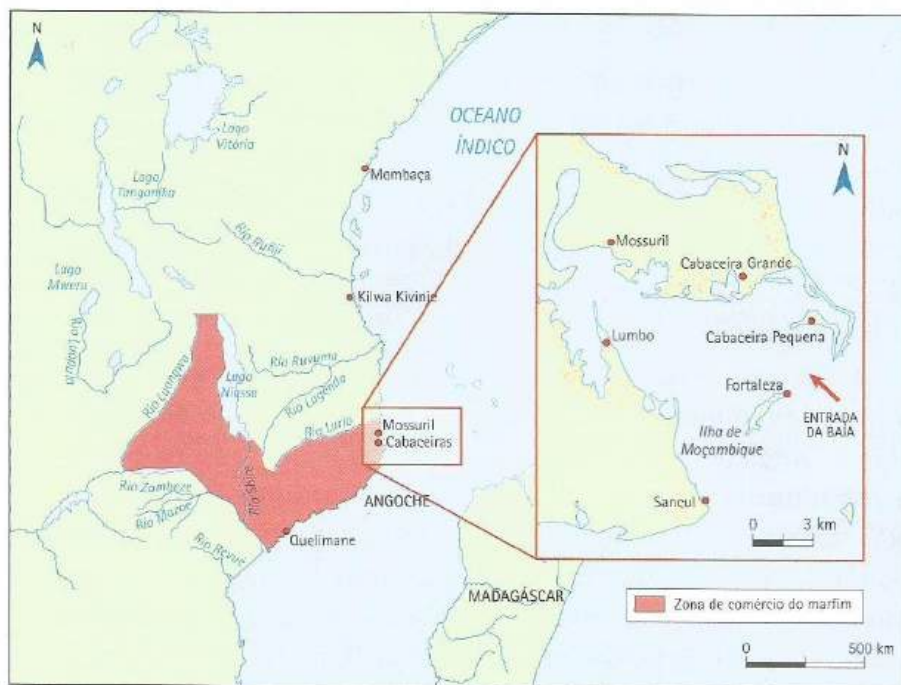 N
Lago
Vitória
OCEANO
ÍNDICO
Mombaça
Lago
Tanganika
Rio Rufiji
Lago
Mweru
Kilwa Kivinje
Rio Luapula
Rio Ruvuma
Rio Luangwa
Lago
Niassa
Rio Lugenda
Rio Lurio
Mossuril
Cabaceiras
Rio Zambeze
Rio Mazoe
Rio Shire
ANGOCHE
Rio Revue
Quelimane
MADAGÁSCAR
N
Mossuril
Cabaceira Grande
Lumbo
Cabaceira Pequena
Fortaleza
ENTRADA
DA BAÍA
Ilha de
Moçambique
Sancul
0 3 km
Zona de comércio do marfim
0 500 km